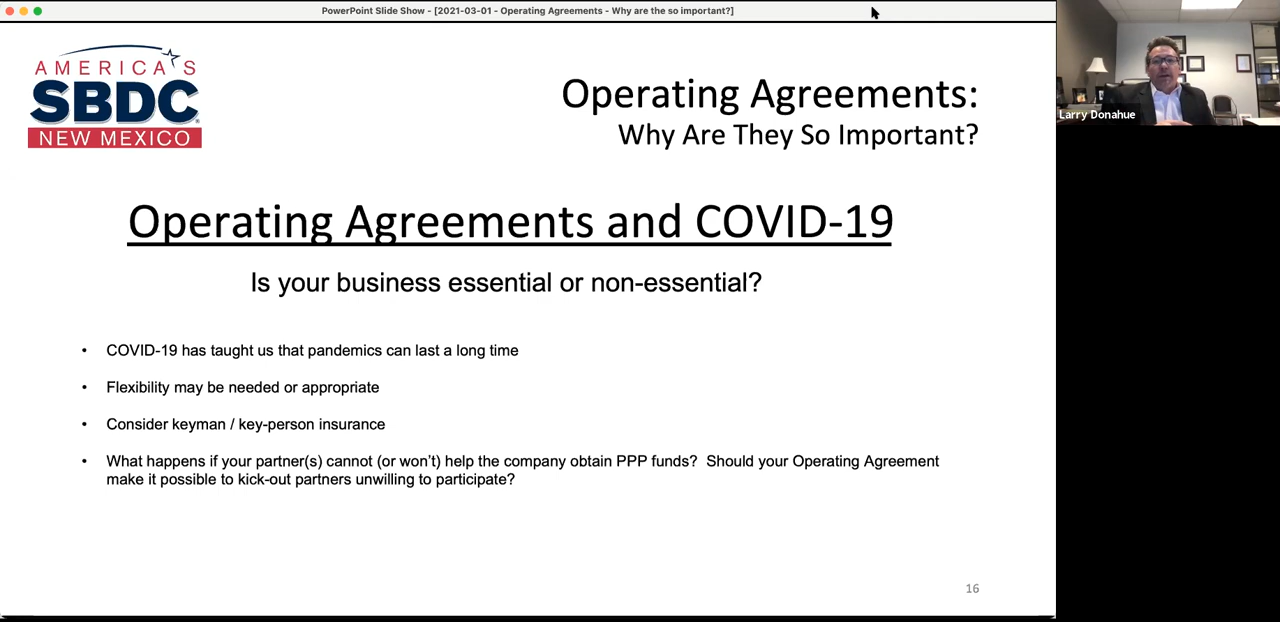 PowerPoint Slide Show - [2021-03-01 - Operating Agreements - Why are the so important?]
AMERICA'S
SBDC
NEW MEXICO
Operating Agreements:
Why Are They So Important?
Larry Donahue
Operating Agreements and COVID-19
Is your business essential or non-essential?
• COVID-19 has taught us that pandemics can last a long time
• Flexibility may be needed or appropriate
• Consider keyman / key-person insurance
• What happens if your partner(s) cannot (or won't) help the company obtain PPP funds?  Should your Operating Agreement
make it possible to kick-out partners unwilling to participate?
16